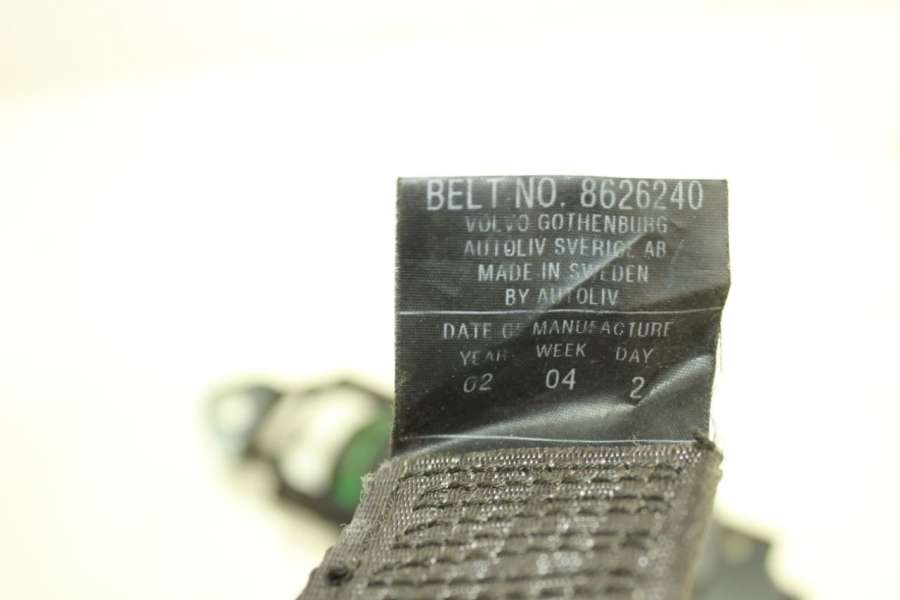 BELT NO. 8626240
VOLVO GOTHENBURG
AUTOLIV SVERIGE AB
MADE IN SWEDEN
BY AUTOLIV
DATE OF MANUFACTURE
YEAR WEEK DAY
02 04 2